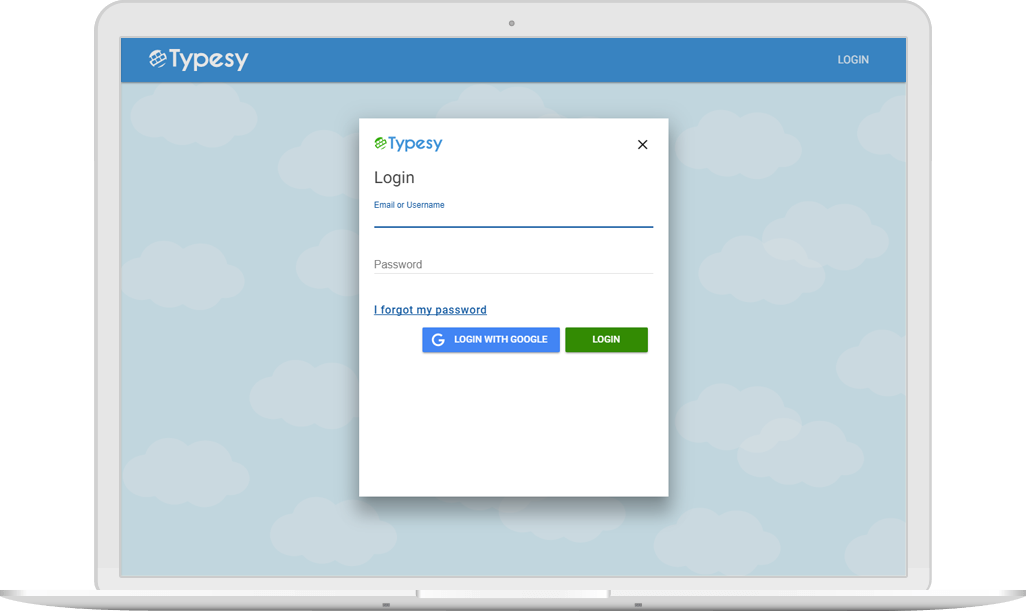 Typesy
LOGIN
Typesy
Login
Email or Username
Password
I forgot my password
LOGIN WITH GOOGLE
LOGIN